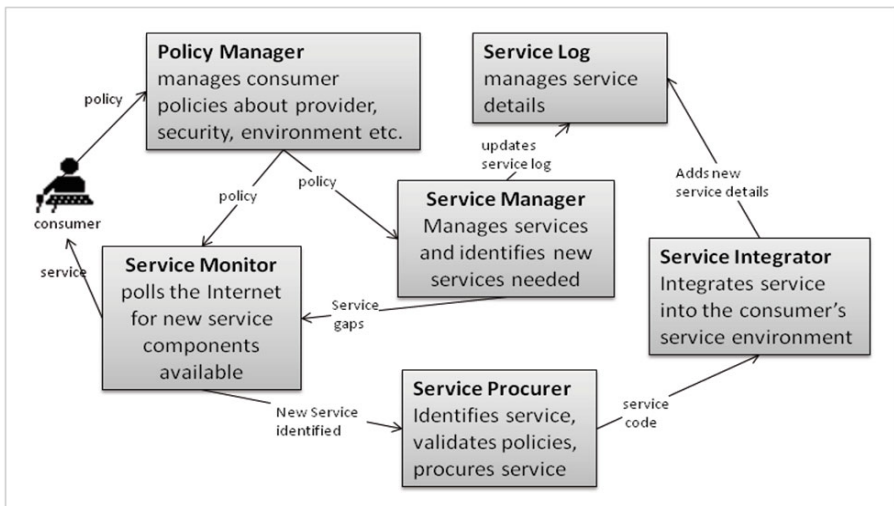 Policy Manager
manages consumer
policies about provider,
security, environment etc.
Service Log
manages service
details
policy
updates
service log
Adds new
service details
policy
policy
consumer
Service Manager
Manages services
and identifies new
services needed
service
Service Monitor
polls the Internet
for new service
components
available
Service
gaps
Service Integrator
Integrates service
into the consumer's
service environment
New Service
identified
Service Procurer
Identifies service,
validates policies,
procures service
service
code